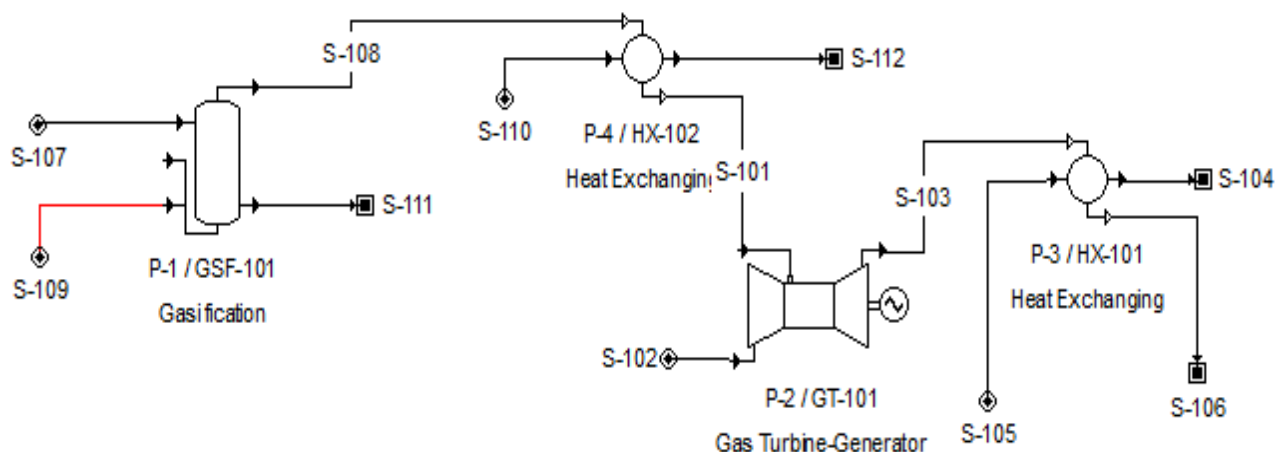 S-108
S-112
S-107
S-110
P-4 / HX-102
Heat Exchanging
S-101
S-103
S-104
S-111
S-109
P-1 / GSF-101
Gasification
P-3 / HX-101
Heat Exchanging
S-102
P-2 / GT-101
Gas Turbine-Generator
S-105
S-106